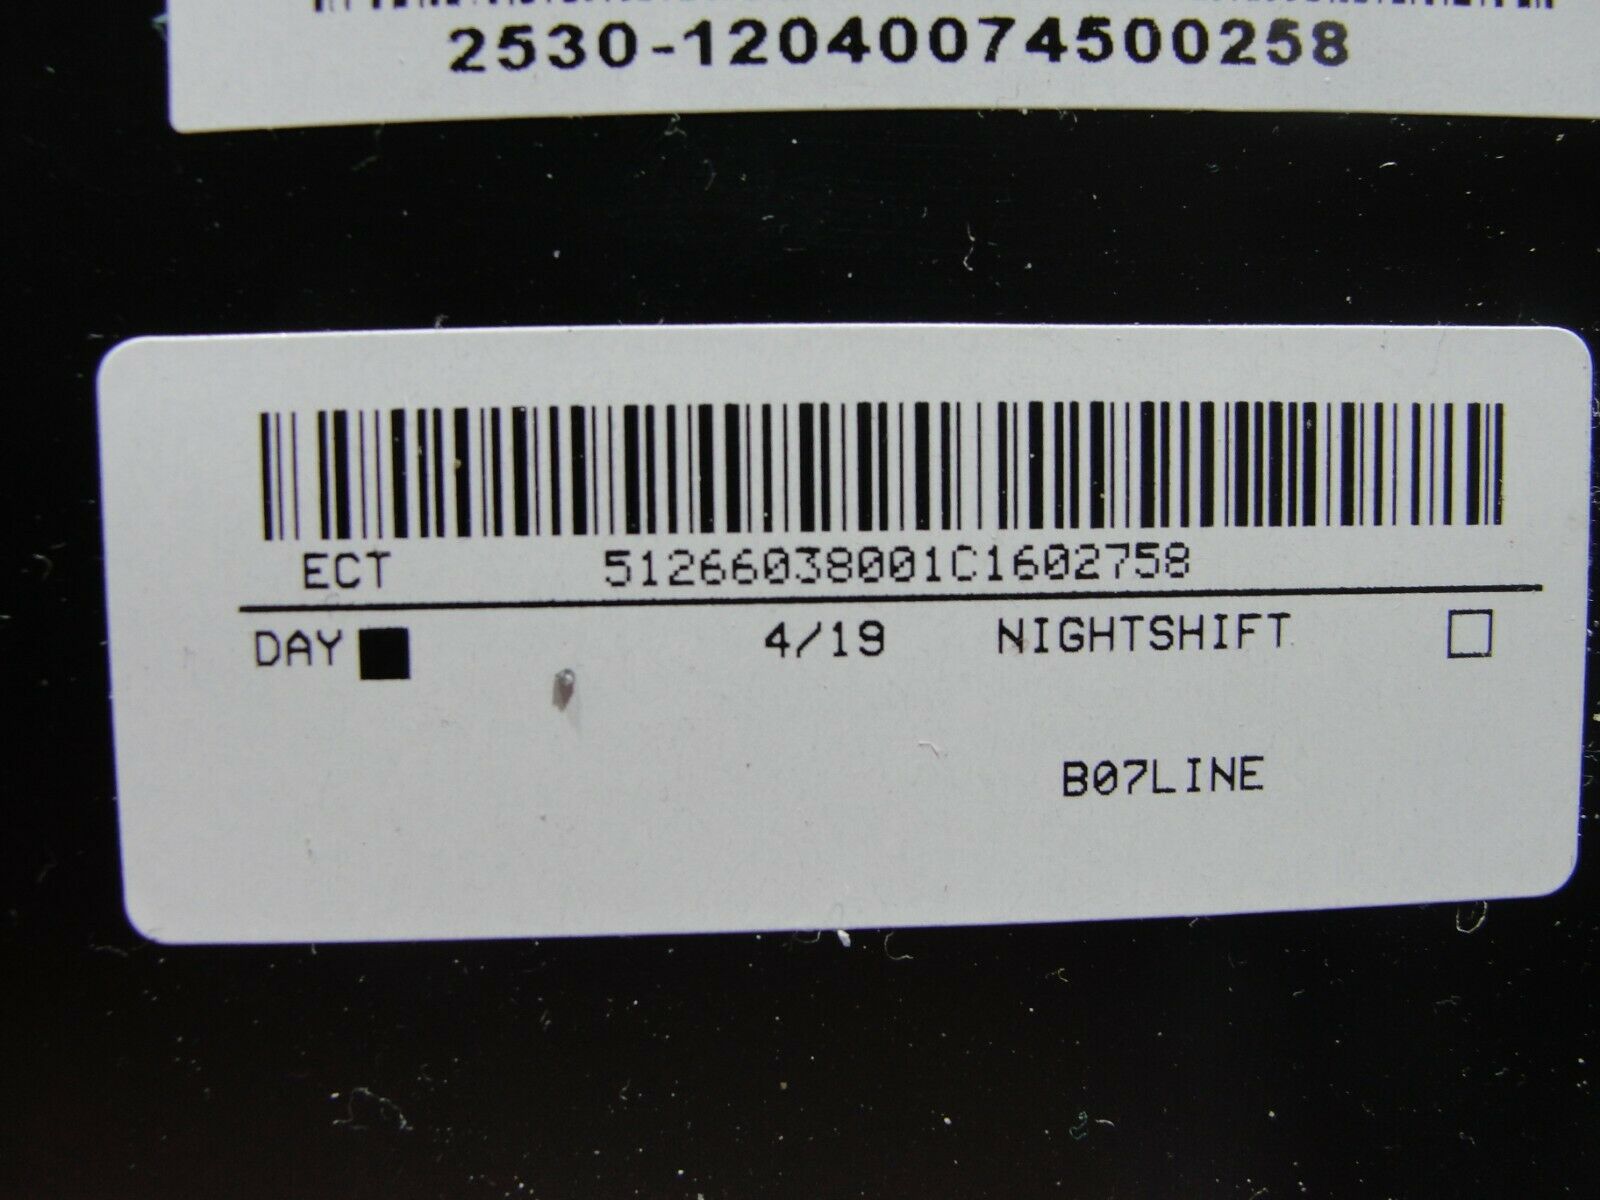 2530-12040074500258
ECT 51266038001C1602758
DAY 4/19 NIGHTSHIFT
B07LINE